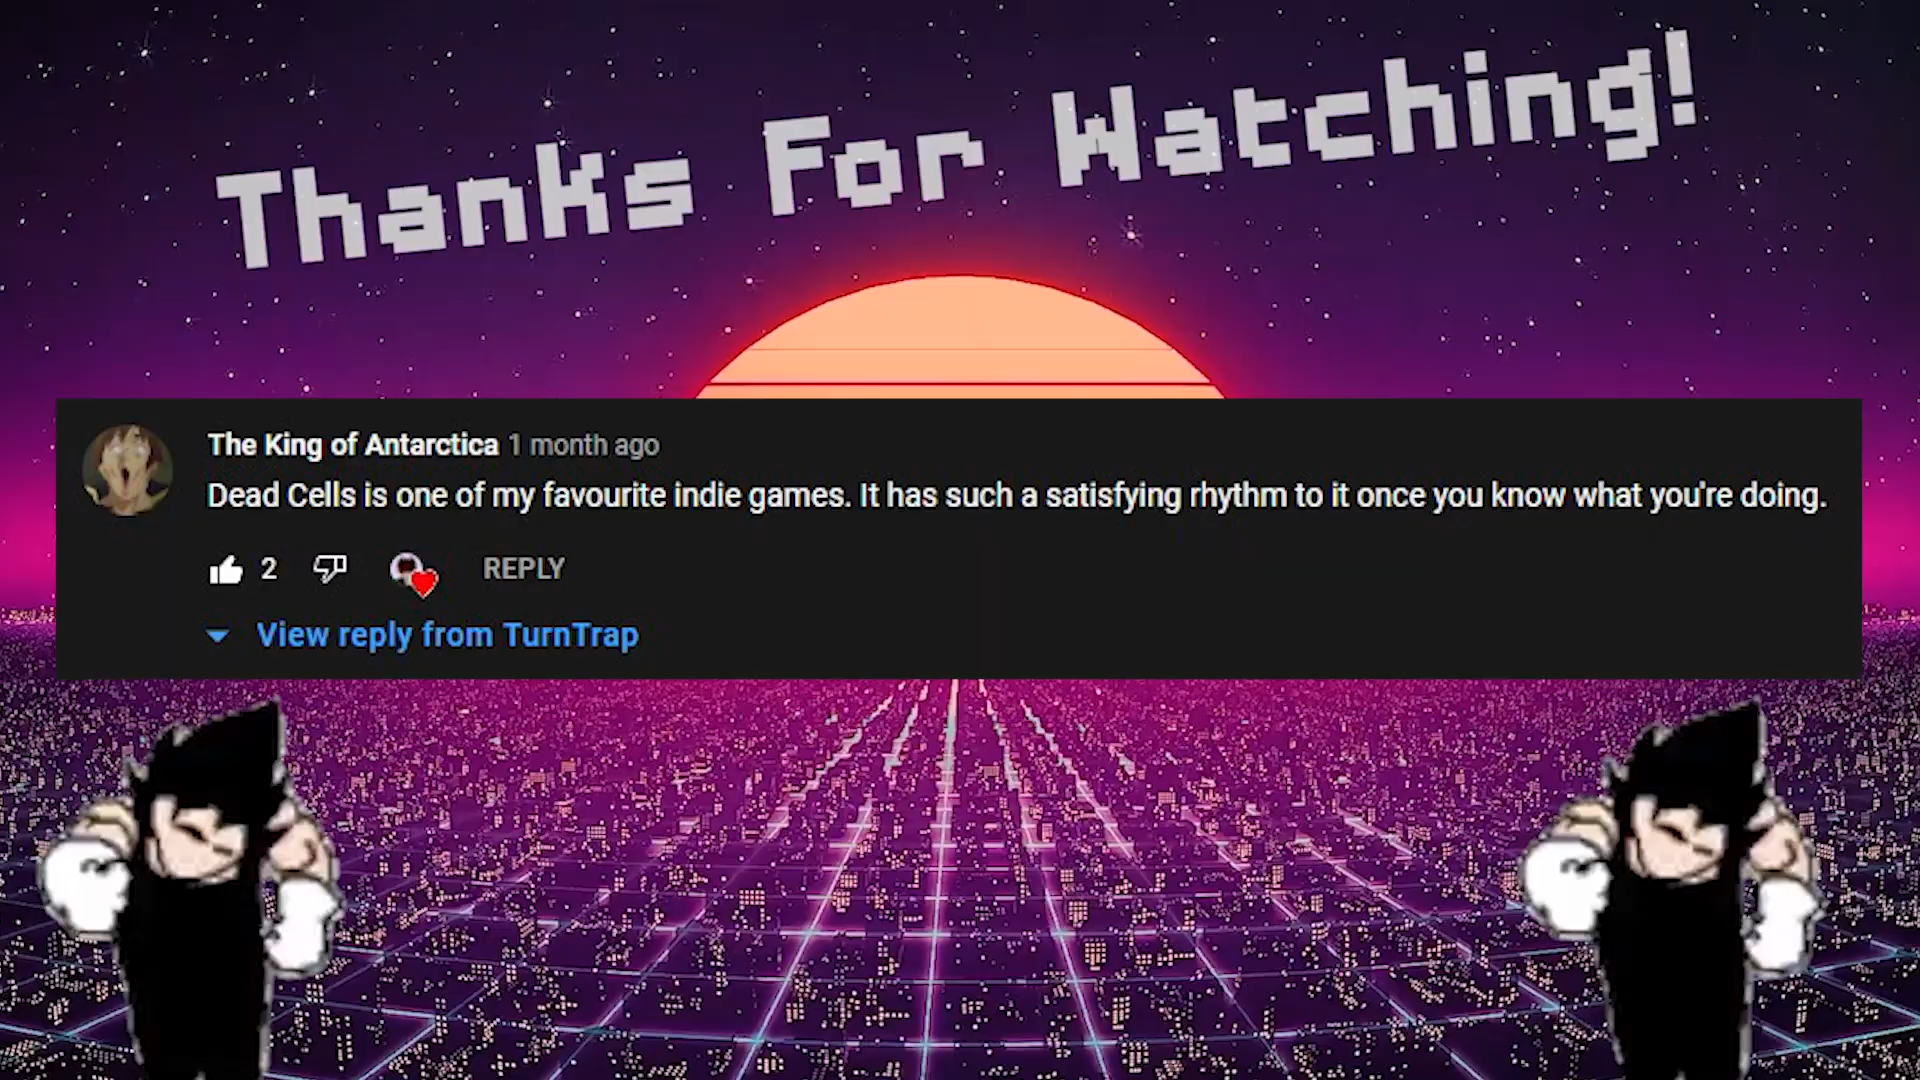 Thanks For Watching!
The King of Antarctica 1 month ago
Dead Cells is one of my favourite indie games. It has such a satisfying rhythm to it once you know what you're doing.
2 REPLY
View reply from TurnTrap